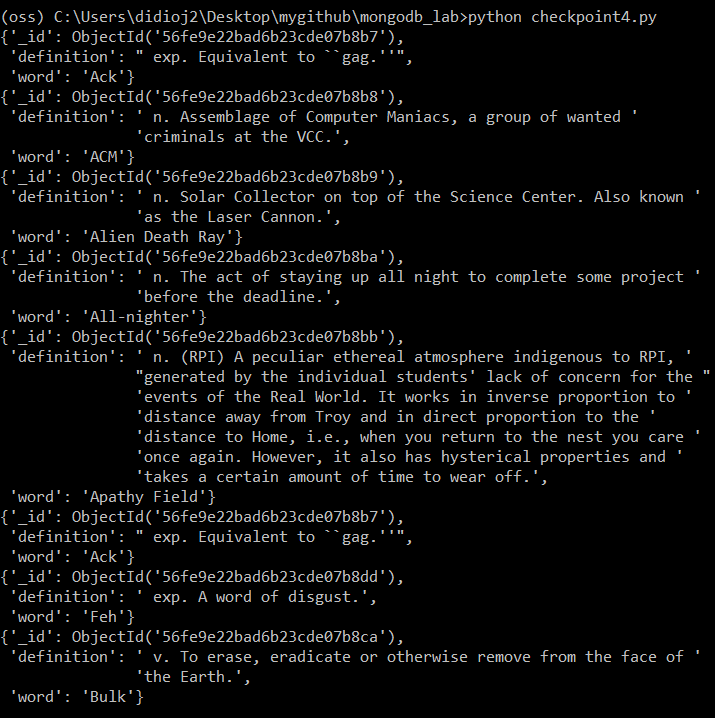 (oss) C:\Users\didioj2\Desktop\mygithub\mongodb_lab>python checkpoint4.py
{'_id': ObjectId('56fe9e22bad6b23cde07b8b7'),
 'definition': " exp. Equivalent to ``gag.''",
 'word': 'Ack'}
{'_id': ObjectId('56fe9e22bad6b23cde07b8b8'),
 'definition': ' n. Assemblage of Computer Maniacs, a group of wanted '
               'criminals at the VCC.',
 'word': 'ACM'}
{'_id': ObjectId('56fe9e22bad6b23cde07b8b9'),
 'definition': ' n. Solar Collector on top of the Science Center. Also known '
               'as the Laser Cannon.',
 'word': 'Alien Death Ray'}
{'_id': ObjectId('56fe9e22bad6b23cde07b8ba'),
 'definition': ' n. The act of staying up all night to complete some project '
               'before the deadline.',
 'word': 'All-nighter'}
{'_id': ObjectId('56fe9e22bad6b23cde07b8bb'),
 'definition': ' n. (RPI) A peculiar ethereal atmosphere indigenous to RPI, '
               "generated by the individual students' lack of concern for the "
               'events of the Real World. It works in inverse proportion to '
               'distance away from Troy and in direct proportion to the '
               'distance to Home, i.e., when you return to the nest you care '
               'once again. However, it also has hysterical properties and '
               'takes a certain amount of time to wear off.',
 'word': 'Apathy Field'}
{'_id': ObjectId('56fe9e22bad6b23cde07b8b7'),
 'definition': " exp. Equivalent to ``gag.''",
 'word': 'Ack'}
{'_id': ObjectId('56fe9e22bad6b23cde07b8dd'),
 'definition': ' exp. A word of disgust.',
 'word': 'Feh'}
{'_id': ObjectId('56fe9e22bad6b23cde07b8ca'),
 'definition': ' v. To erase, eradicate or otherwise remove from the face of '
               'the Earth.',
 'word': 'Bulk'}